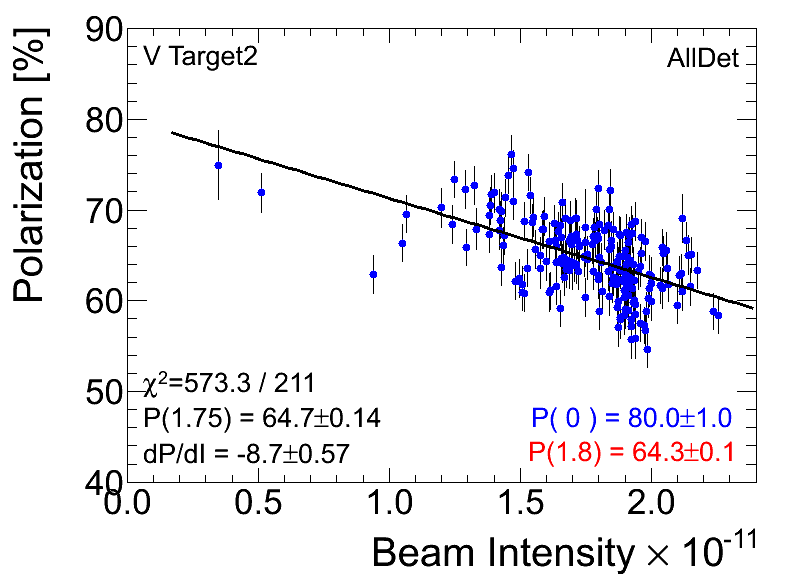 Polarization [%]
90
80
70
60
50
40
V Target2
AllDet
χ²=573.3 / 211
P(1.75) = 64.7±0.14
dP/dI = -8.7±0.57
P( 0 ) = 80.0±1.0
P(1.8) = 64.3±0.1
0.0 0.5 1.0 1.5 2.0
Beam Intensity × 10⁻¹¹